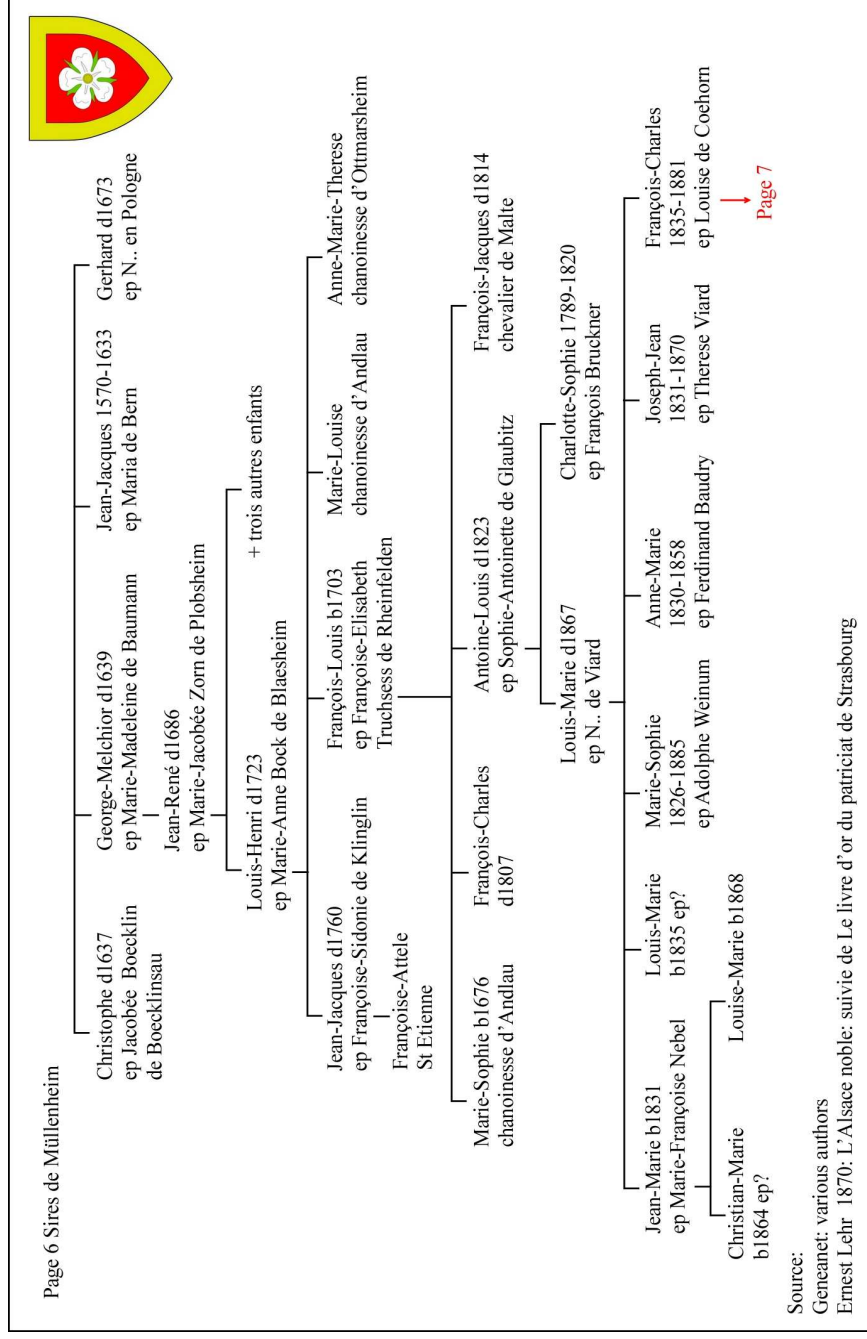 Page 6 Sires de Müllenheim
Christophe d1637
ep Jacobée Boecklin
de Boecklinsau
George-Melchior d1639
ep Marie-Madeleine de Baumann
Jean-Jacques 1570-1633
ep Maria de Bern
Gerhard d1673
ep N.. en Pologne
Jean-René d1686
ep Marie-Jacobée Zorn de Plobsheim
Louis-Henri d1723
ep Marie-Anne Bock de Blaesheim
+ trois autres enfants
Jean-Jacques d1760
ep Françoise-Sidonie de Klinglin
François-Louis b1703
ep Françoise-Elisabeth
Truchsess de Rheinfelden
Marie-Louise
chanoinesse d'Andlau
Anne-Marie-Therese
chanoinesse d'Ottmarsheim
Françoise-Attele
St Etienne
Marie-Sophie b1676
chanoinesse d'Andlau
François-Charles
d1807
Antoine-Louis d1823
ep Sophie-Antoinette de Glaubitz
François-Jacques d1814
chevalier de Malte
Louis-Marie d1867
ep N.. de Viard
Charlotte-Sophie 1789-1820
ep François Bruckner
Jean-Marie b1831
ep Marie-Françoise Nebel
Louis-Marie
b1835 ep?
Marie-Sophie
1826-1885
ep Adolphe Weinum
Anne-Marie
1830-1858
ep Ferdinand Baudry
Joseph-Jean
1831-1870
ep Therese Viard
François-Charles
1835-1881
ep Louise de Coehorn
Page 7
Christian-Marie
b1864 ep?
Louise-Marie b1868
Source:
Geneanet: various authors
Ernest Lehr 1870: L'Alsace noble: suivie de Le livre d'or du patriciat de Strasbourg